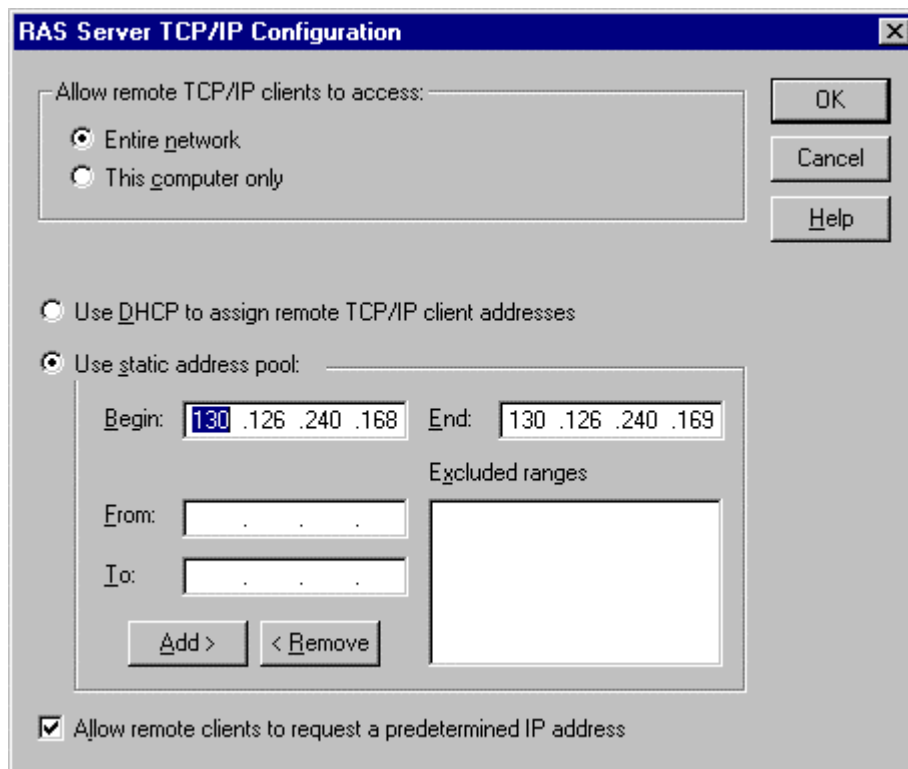 RAS Server TCP/IP Configuration
Allow remote TCP/IP clients to access:
Entire network
This computer only
OK
Cancel
Help
Use DHCP to assign remote TCP/IP client addresses
Use static address pool:
Begin: 130 .126 .240 .168 End: 130 .126 .240 .169
Excluded ranges
From: . . .
To: . . .
Add > < Remove
Allow remote clients to request a predetermined IP address